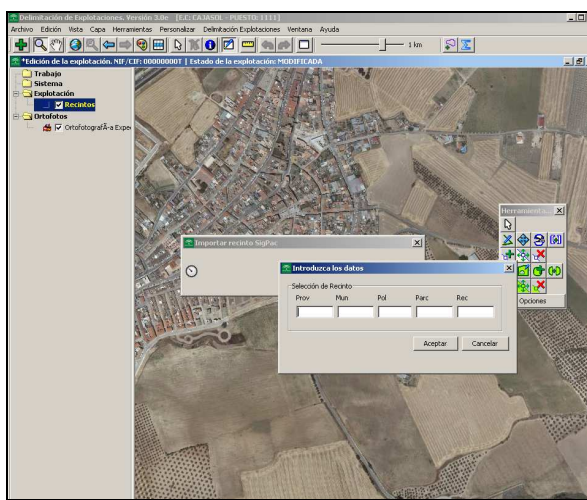 Delimitación de Explotaciones. Versión 3.0e [E.C: CAJASOL - PUESTO: 1111]
Archivo Edición Vista Capa Herramientas Personalizar Delimitación Explotaciones Ventana Ayuda
1 km
*Edición de la explotación. NIF/CIF: 00000000T | Estado de la explotación: MODIFICADA
Trabajo
Sistema
Explotación
Recintos
Ortofotos
OrtofotografÃ-a Expe
Herramienta...
Importar recinto SigPac
Introduzca los datos
Selección de Recinto
Prov Mun Pol Parc Rec
Opciones
Aceptar Cancelar